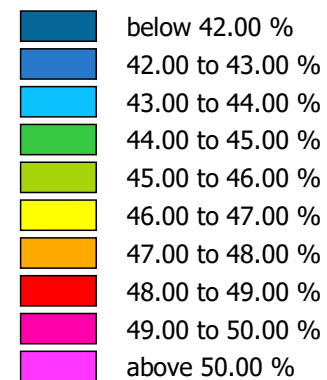 below 42.00 %
42.00 to 43.00 %
43.00 to 44.00 %
44.00 to 45.00 %
45.00 to 46.00 %
46.00 to 47.00 %
47.00 to 48.00 %
48.00 to 49.00 %
49.00 to 50.00 %
above 50.00 %